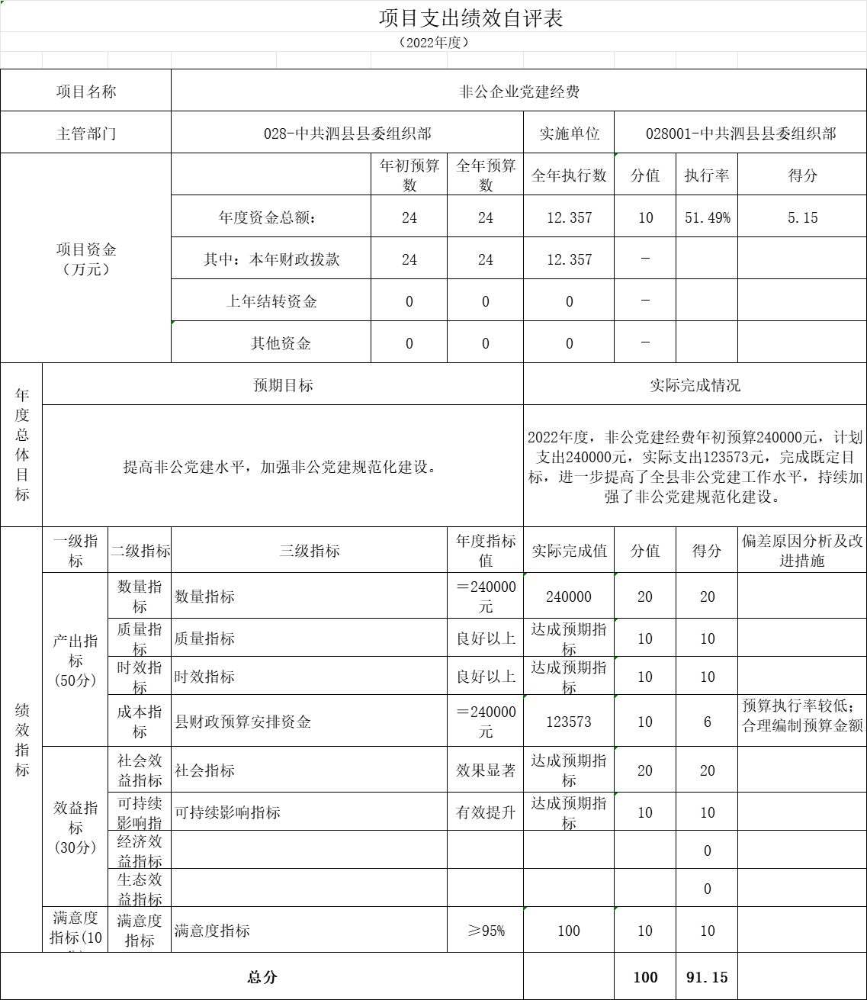 项目支出绩效自评表
（2022年度）
项目名称
非公企业党建经费
主管部门
028-中共泗县县委组织部
实施单位
028001-中共泗县县委组织部
项目资金
（万元）
年初预算
数
全年预算
数
全年执行数
分值
执行率
得分
年度资金总额：
24
24
12.357
10
51.49%
5.15
其中：本年财政拨款
24
24
12.357
—
上年结转资金
0
0
0
—
其他资金
0
0
0
—
年
度
总
体
目
标
预期目标
实际完成情况
提高非公党建水平，加强非公党建规范化建设。
2022年度，非公党建经费年初预算240000元，计划
支出240000元，实际支出123573元，完成既定目
标，进一步提高了全县非公党建工作水平，持续加
强了非公党建规范化建设。
绩
效
指
标
一级指
标
二级指标
三级指标
年度指标
值
实际完成值
分值
得分
偏差原因分析及改
进措施
产出指
标
(50分)
数量指
标
数量指标
＝240000
元
240000
20
20
质量指
标
质量指标
良好以上
达成预期指
标
10
10
时效指
标
时效指标
良好以上
达成预期指
标
10
10
成本指
标
县财政预算安排资金
＝240000
元
123573
10
6
预算执行率较低；
合理编制预算金额
效益指
标
(30分)
社会效
益指标
社会指标
效果显著
达成预期指
标
20
20
可持续
影响指
可持续影响指标
有效提升
达成预期指
标
10
10
经济效
益指标
0
生态效
益指标
0
满意度
指标(10
满意度
指标
满意度指标
≥95%
100
10
10
总分
100
91.15